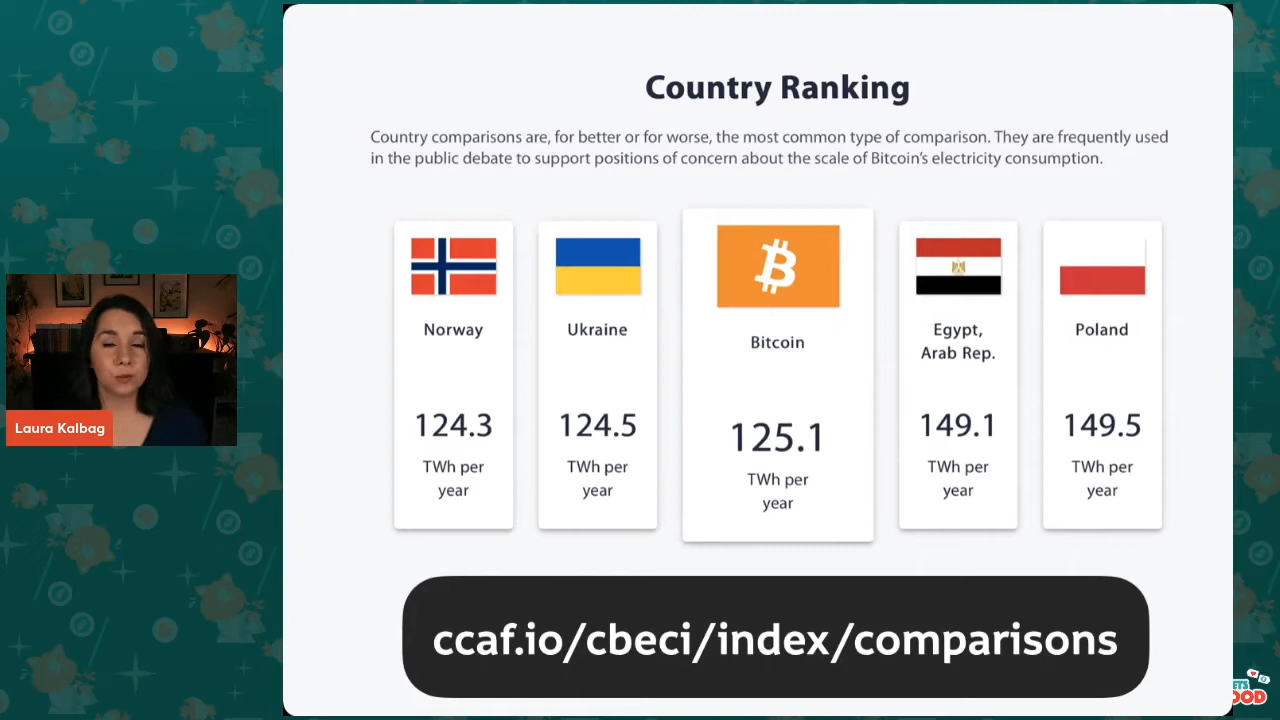 Country Ranking
Country comparisons are, for better or for worse, the most common type of comparison. They are frequently used
in the public debate to support positions of concern about the scale of Bitcoin's electricity consumption.
Norway
124.3
TWh per
year
Ukraine
124.5
TWh per
year
Bitcoin
125.1
TWh per
year
Egypt,
Arab Rep.
149.1
TWh per
year
Poland
149.5
TWh per
year
Laura Kalbag
ccaf.io/cbeci/index/comparisons